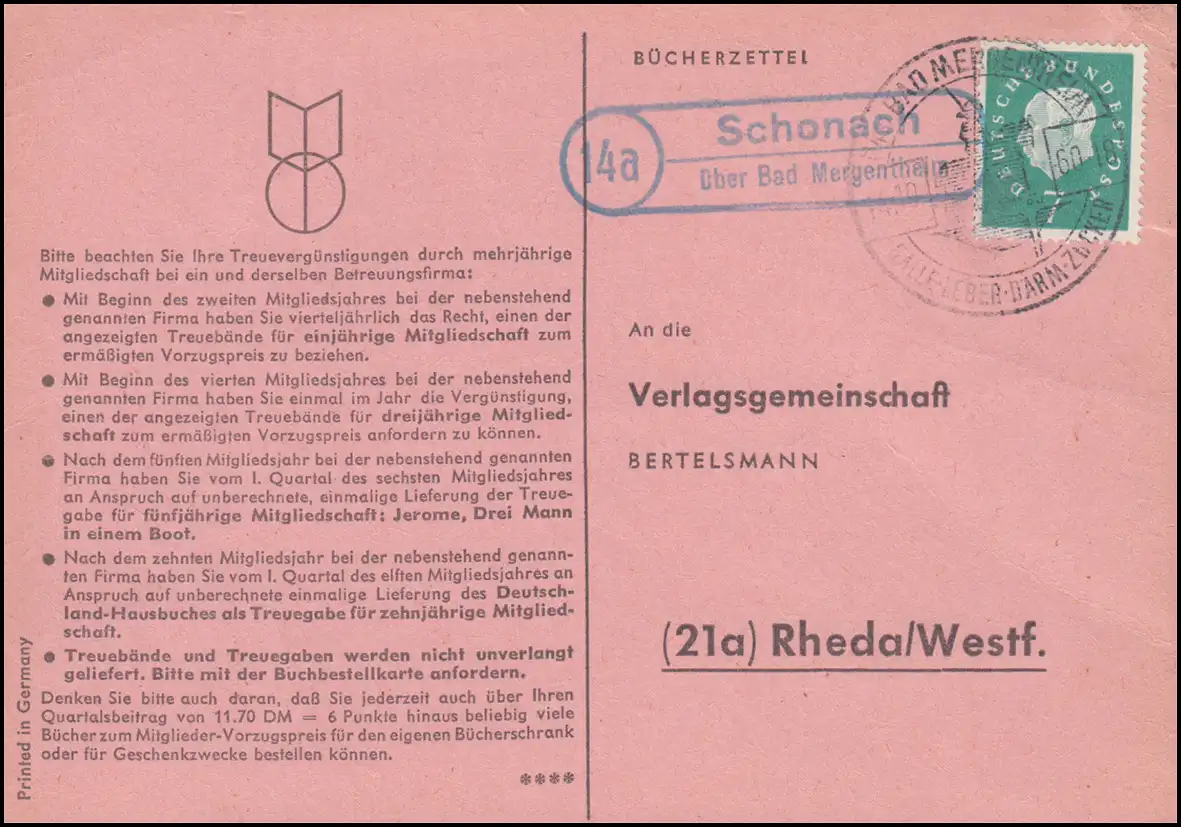 Bitte beachten Sie Ihre Treuevergünstigungen durch mehrjährige
Mitgliedschaft bei ein und derselben Betreuungsfirma:
● Mit Beginn des zweiten Mitgliedsjahres bei der nebenstehend
genannten Firma haben Sie vierteljährlich das Recht, einen der
angezeigten Treuebände für einjährige Mitgliedschaft zum
ermäßigten Vorzugspreis zu beziehen.
● Mit Beginn des vierten Mitgliedsjahres bei der nebenstehend
genannten Firma haben Sie einmal im Jahr die Vergünstigung,
einen der angezeigten Treuebände für dreijährige Mitglied-
schaft zum ermäßigten Vorzugspreis anfordern zu können.
● Nach dem fünften Mitgliedsjahr bei der nebenstehend genannten
Firma haben Sie vom I. Quartal des sechsten Mitgliedsjahres
an Anspruch auf unberechnete, einmalige Lieferung der Treue-
gabe für fünfjährige Mitgliedschaft: Jerome, Drei Mann
in einem Boot.
● Nach dem zehnten Mitgliedsjahr bei der nebenstehend genann-
ten Firma haben Sie vom I. Quartal des elften Mitgliedsjahres an
Anspruch auf unberechnete einmalige Lieferung des Deutsch-
land-Hausbuches als Treuegabe für zehnjährige Mitglied-
schaft.
● Treuebände und Treuegaben werden nicht unverlangt
geliefert. Bitte mit der Buchbestellkarte anfordern.
Denken Sie bitte auch daran, daß Sie jederzeit auch über Ihren
Quartalsbeitrag von 11.70 DM = 6 Punkte hinaus beliebig viele
Bücher zum Mitglieder-Vorzugspreis für den eigenen Bücherschrank
oder für Geschenkzwecke bestellen können.
****
Printed in Germany
BÜCHERZETTEL
14a
Schonach
über Bad Mergentheim
BAD MERGENTHEIM
GALLE·LEBER·DARM·ZUCKER
DEUTSCHE BUNDESPOST
An die
Verlagsgemeinschaft
BERTELSMANN
(21a) Rheda/Westf.